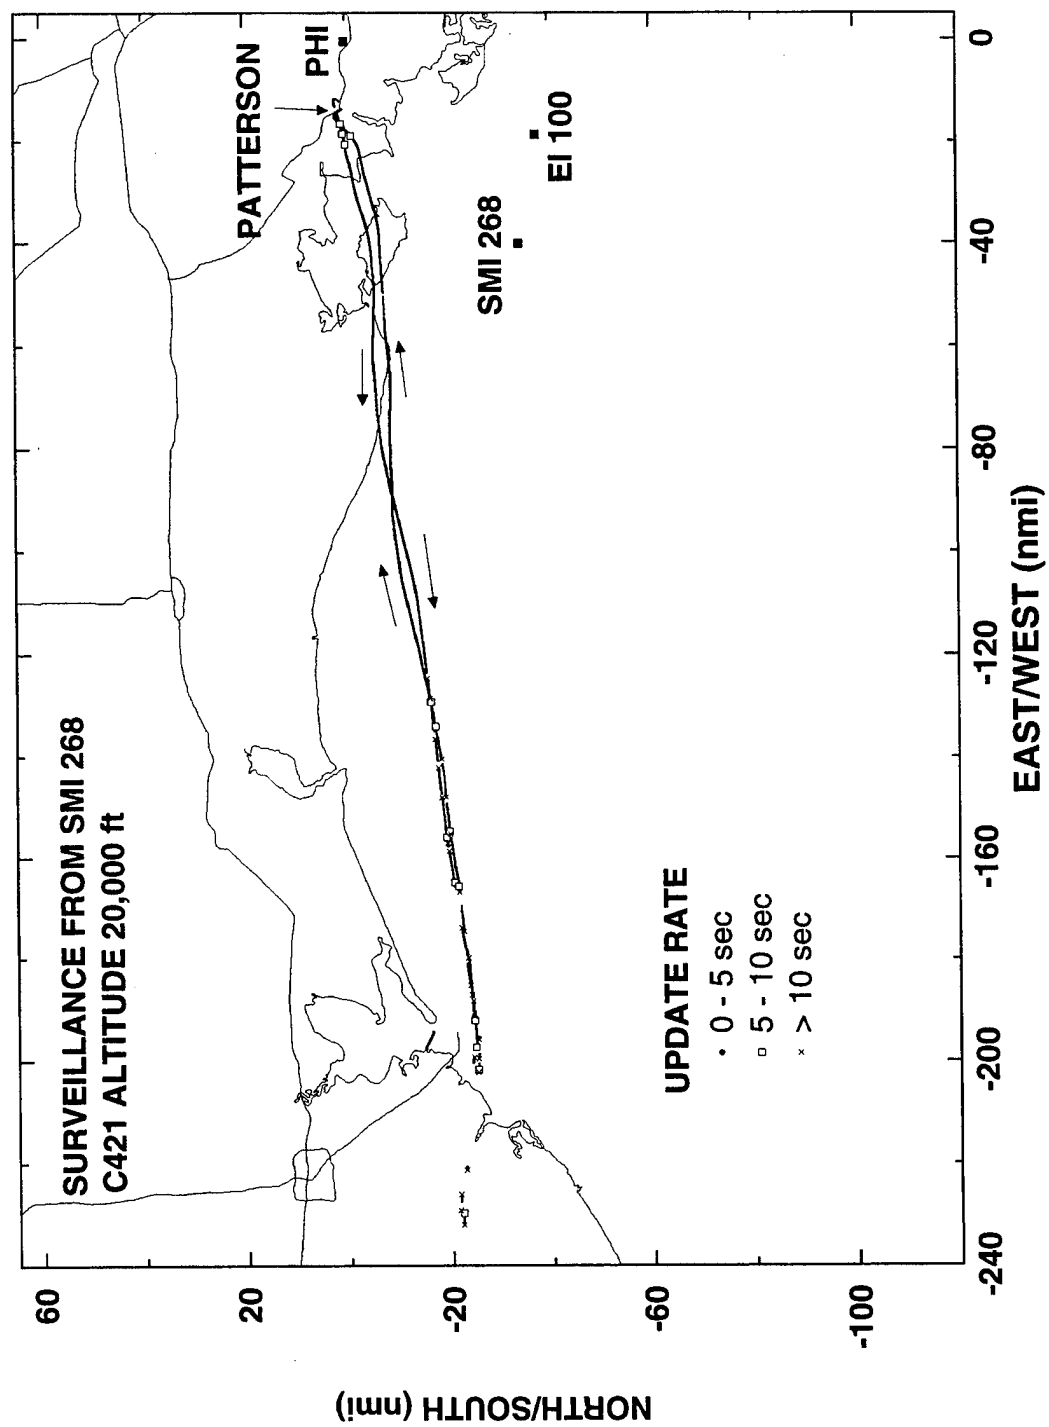 SURVEILLANCE FROM SMI 268
C421 ALTITUDE 20,000 ft
PATTERSON
PHI
SMI 268
EI 100
UPDATE RATE
• 0 - 5 sec
□ 5 - 10 sec
× > 10 sec
60
20
-20
-60
-100
NORTH/SOUTH (nmi)
-240
-200
-160
-120
-80
-40
0
EAST/WEST (nmi)